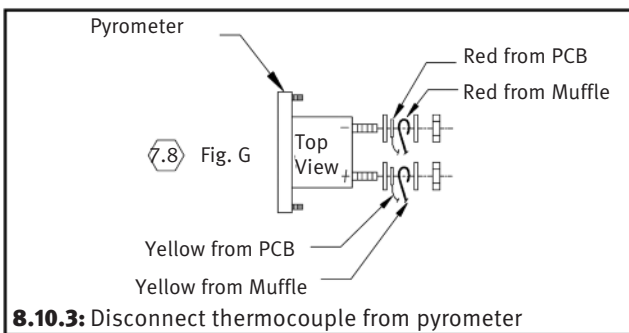 Pyrometer
Red from PCB
Red from Muffle
7.8 Fig. G
Top
View
−
+
Yellow from PCB
Yellow from Muffle
8.10.3: Disconnect thermocouple from pyrometer